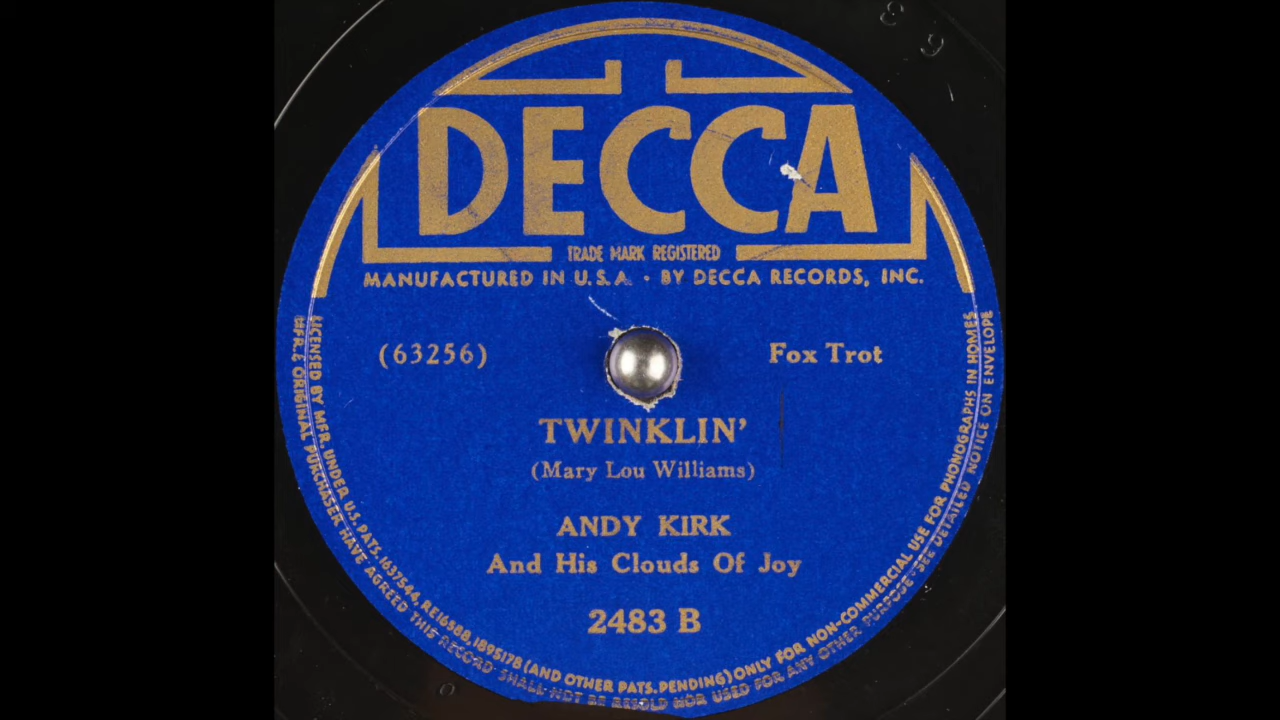 DECCA
TRADE MARK REGISTERED
MANUFACTURED IN U.S.A. · BY DECCA RECORDS, INC.
(63256)
Fox Trot
TWINKLIN'
(Mary Lou Williams)
ANDY KIRK
And His Clouds Of Joy
2483 B
LICENSED BY MFR. UNDER U.S. PATS. 1637544, RE16588, 1895178 (AND OTHER PATS. PENDING) ONLY FOR NON-COMMERCIAL USE FOR PHONOGRAPHS IN HOMES.
MFR. & ORIGINAL PURCHASER HAVE AGREED THIS RECORD SHALL NOT BE RESOLD NOR USED FOR ANY OTHER PURPOSE · SEE DETAILED NOTICE ON ENVELOPE